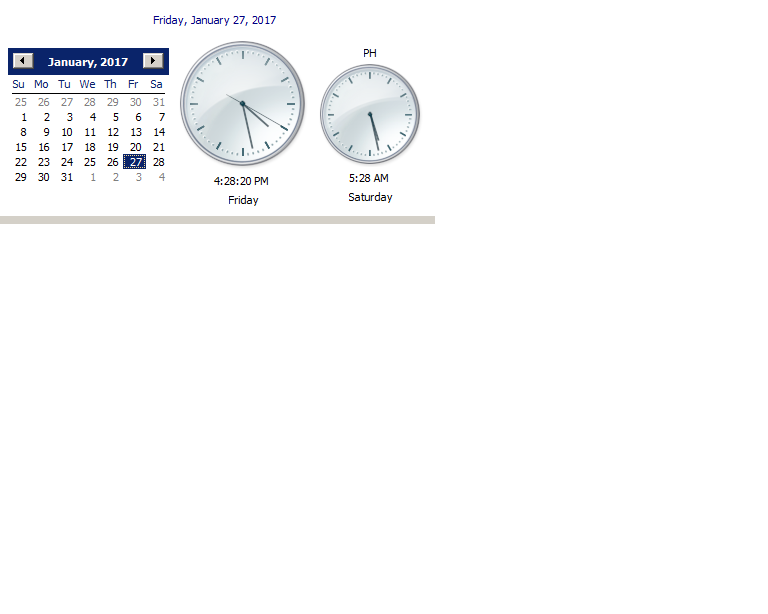 Friday, January 27, 2017
January, 2017
Su Mo Tu We Th Fr Sa
25 26 27 28 29 30 31
1 2 3 4 5 6 7
8 9 10 11 12 13 14
15 16 17 18 19 20 21
22 23 24 25 26 27 28
29 30 31 1 2 3 4
4:28:20 PM
Friday
PH
5:28 AM
Saturday